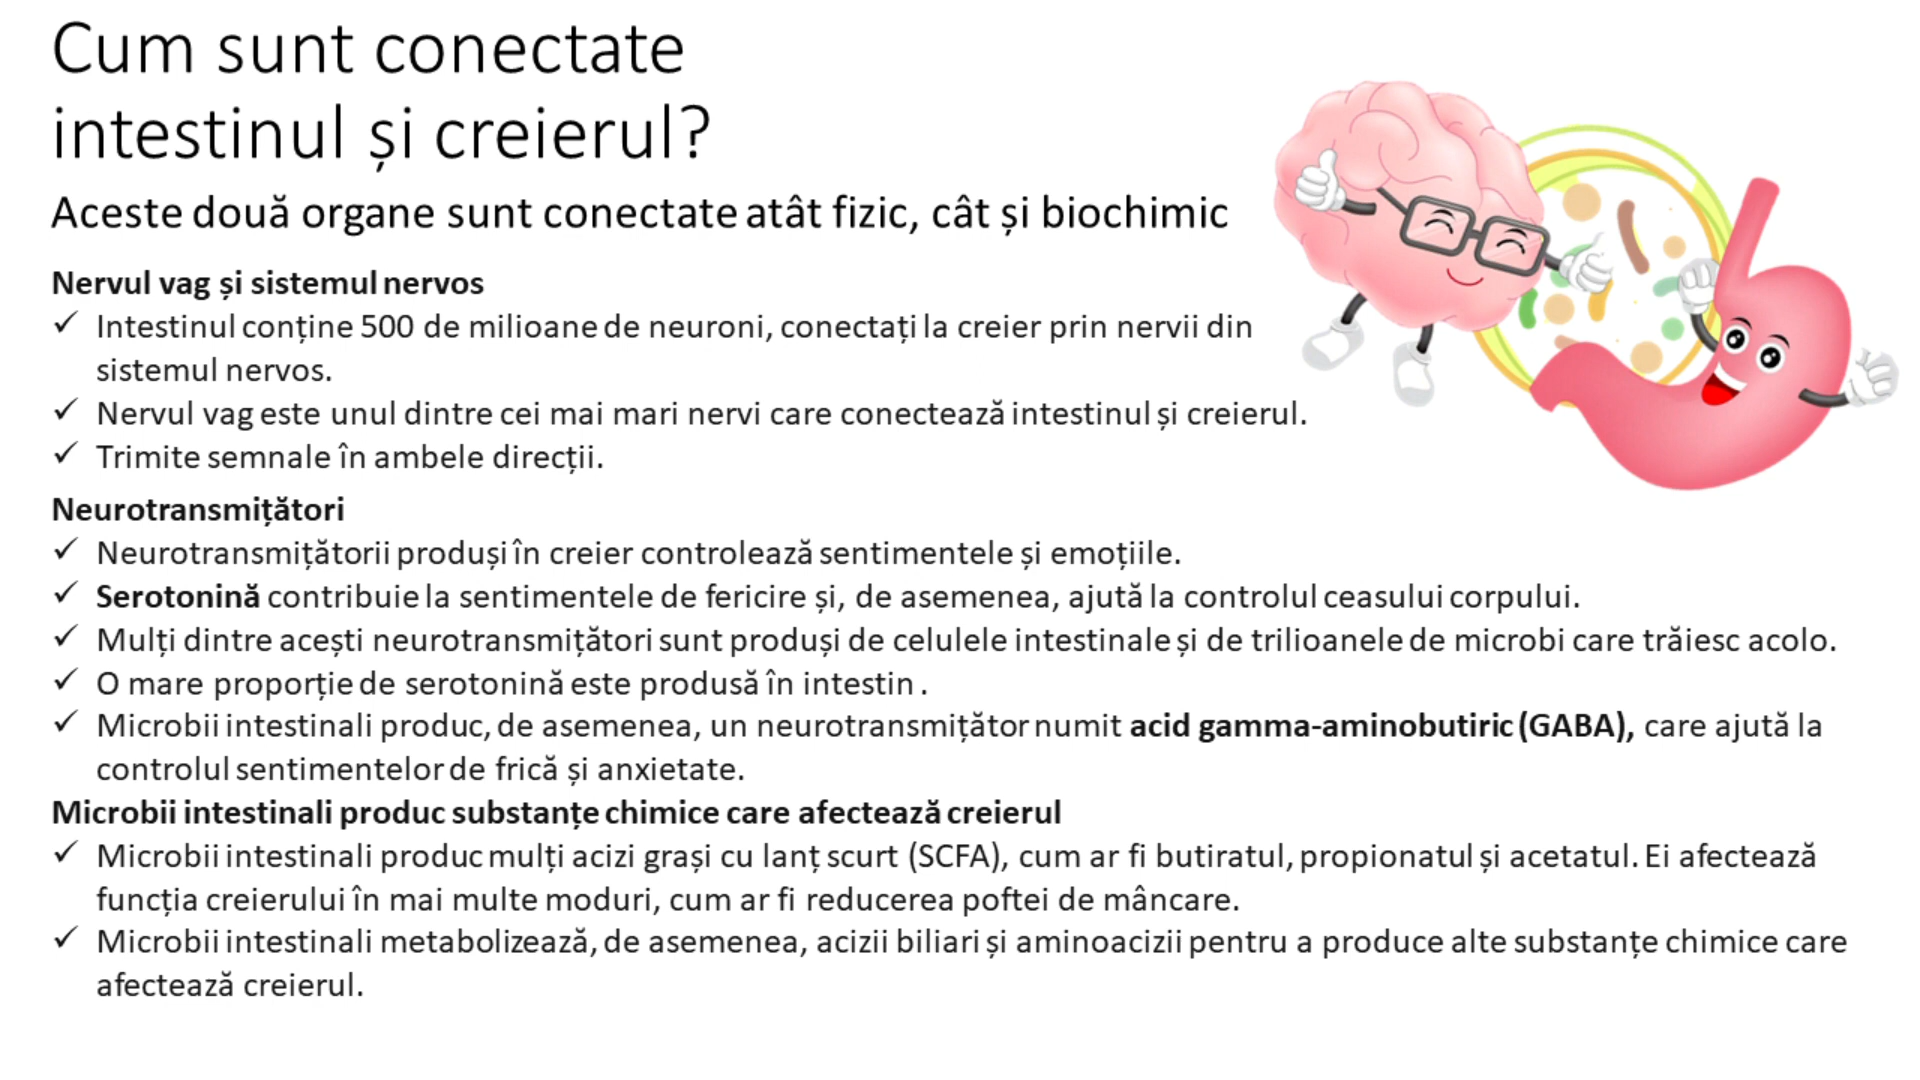 Cum sunt conectate
intestinul și creierul?
Aceste două organe sunt conectate atât fizic, cât și biochimic
Nervul vag și sistemul nervos
✓ Intestinul conține 500 de milioane de neuroni, conectați la creier prin nervii din
sistemul nervos.
✓ Nervul vag este unul dintre cei mai mari nervi care conectează intestinul și creierul.
✓ Trimite semnale în ambele direcții.
Neurotransmițători
✓ Neurotransmițătorii produși în creier controlează sentimentele și emoțiile.
✓ Serotonină contribuie la sentimentele de fericire și, de asemenea, ajută la controlul ceasului corpului.
✓ Mulți dintre acești neurotransmițători sunt produși de celulele intestinale și de trilioanele de microbi care trăiesc acolo.
✓ O mare proporție de serotonină este produsă în intestin .
✓ Microbii intestinali produc, de asemenea, un neurotransmițător numit acid gamma-aminobutiric (GABA), care ajută la
controlul sentimentelor de frică și anxietate.
Microbii intestinali produc substanțe chimice care afectează creierul
✓ Microbii intestinali produc mulți acizi grași cu lanț scurt (SCFA), cum ar fi butiratul, propionatul și acetatul. Ei afectează
funcția creierului în mai multe moduri, cum ar fi reducerea poftei de mâncare.
✓ Microbii intestinali metabolizează, de asemenea, acizii biliari și aminoacizii pentru a produce alte substanțe chimice care
afectează creierul.